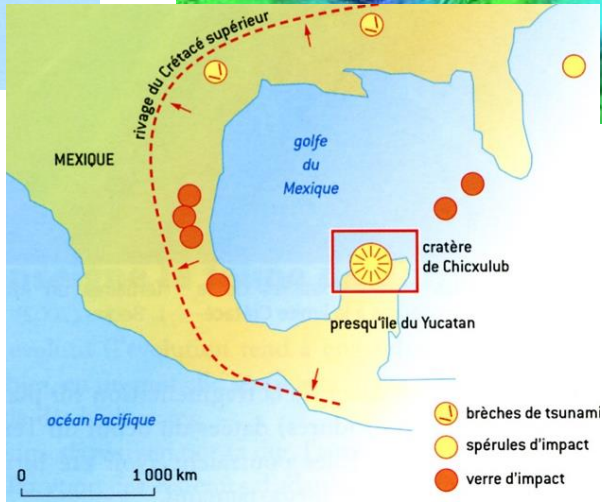 rivage du Crétacé supérieur
MEXIQUE
golfe
du
Mexique
cratère
de Chicxulub
presqu'île du Yucatan
océan Pacifique
0 1 000 km
brèches de tsunami
spérules d'impact
verre d'impact